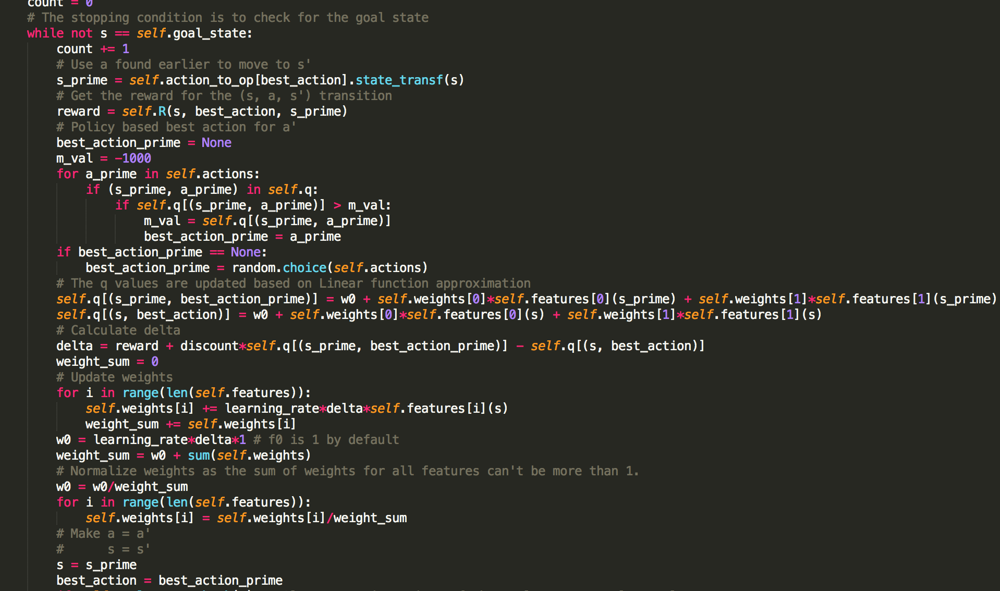 count = 0
# The stopping condition is to check for the goal state
while not s == self.goal_state:
count += 1
# Use a found earlier to move to s'
s_prime = self.action_to_op[best_action].state_transf(s)
# Get the reward for the (s, a, s') transition
reward = self.R(s, best_action, s_prime)
# Policy based best action for a'
best_action_prime = None
m_val = -1000
for a_prime in self.actions:
if (s_prime, a_prime) in self.q:
if self.q[(s_prime, a_prime)] > m_val:
m_val = self.q[(s_prime, a_prime)]
best_action_prime = a_prime
if best_action_prime == None:
best_action_prime = random.choice(self.actions)
# The q values are updated based on Linear function approximation
self.q[(s_prime, best_action_prime)] = w0 + self.weights[0]*self.features[0](s_prime) + self.weights[1]*self.features[1](s_prime)
self.q[(s, best_action)] = w0 + self.weights[0]*self.features[0](s) + self.weights[1]*self.features[1](s)
# Calculate delta
delta = reward + discount*self.q[(s_prime, best_action_prime)] - self.q[(s, best_action)]
weight_sum = 0
# Update weights
for i in range(len(self.features)):
self.weights[i] += learning_rate*delta*self.features[i](s)
weight_sum += self.weights[i]
w0 = learning_rate*delta*1 # f0 is 1 by default
weight_sum = w0 + sum(self.weights)
# Normalize weights as the sum of weights for all features can't be more than 1.
w0 = w0/weight_sum
for i in range(len(self.features)):
self.weights[i] = self.weights[i]/weight_sum
# Make a = a'
# s = s'
s = s_prime
best_action = best_action_prime